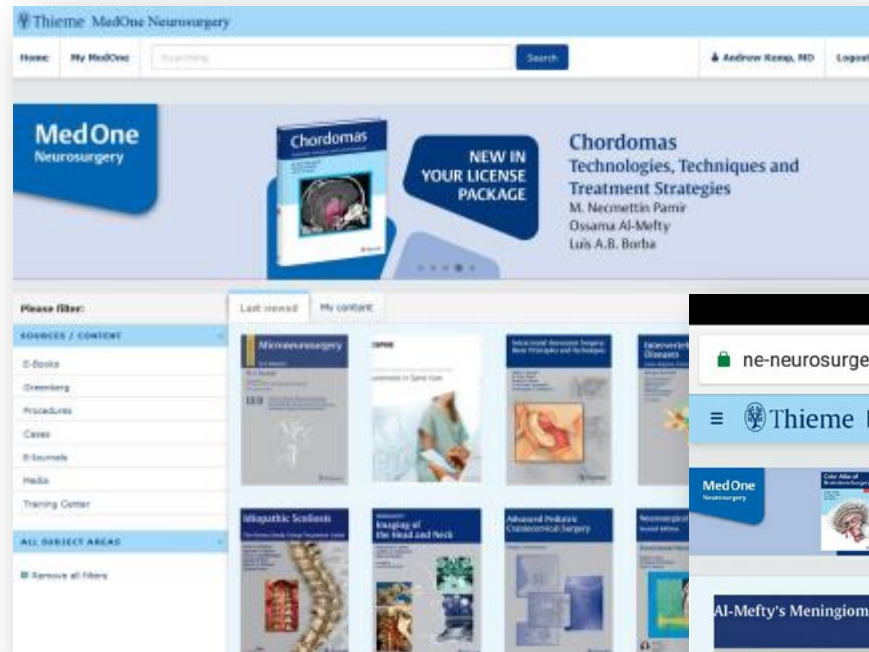 Thieme MedOne Neurosurgery
Home
My MedOne
Search
Andrew Kemp, MD
Logout
MedOne
Neurosurgery
Chordomas
NEW IN
YOUR LICENSE
PACKAGE
Chordomas
Technologies, Techniques and
Treatment Strategies
M. Necmettin Pamir
Ossama Al-Mefty
Luis A.B. Borba
Please filter:
SOURCES / CONTENT
E-Books
Greenberg
Procedures
Cases
E-Journals
Media
Training Center
ALL SUBJECT AREAS
Remove all filters
Last viewed
My content
Microneurosurgery
Idiopathic Scoliosis
Imaging of
the Head and Neck
Advanced Pediatric
Craniocervical Surgery
ne-neurosurge
Thieme
MedOne
Neurosurgery
Al-Mefty's Meningiom